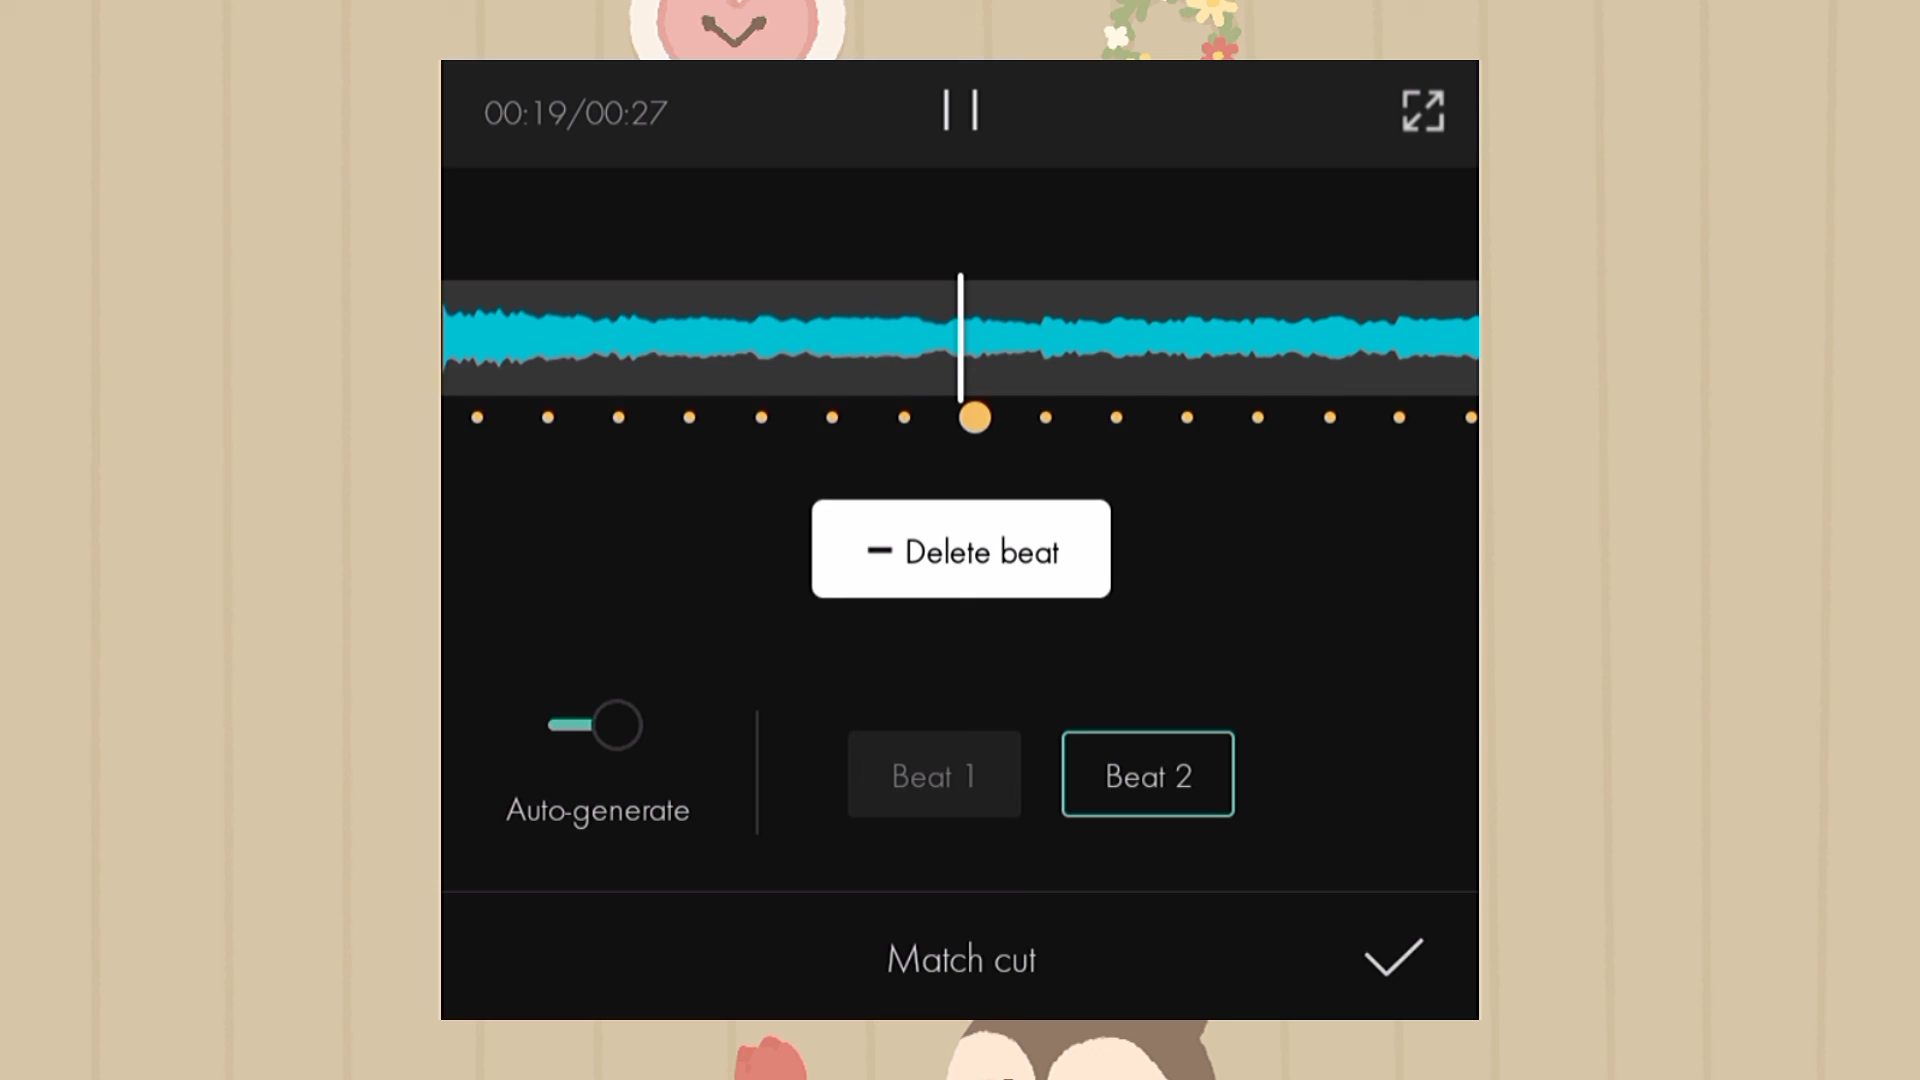 00:19/00:27
Delete beat
Auto-generate
Beat 1
Beat 2
Match cut